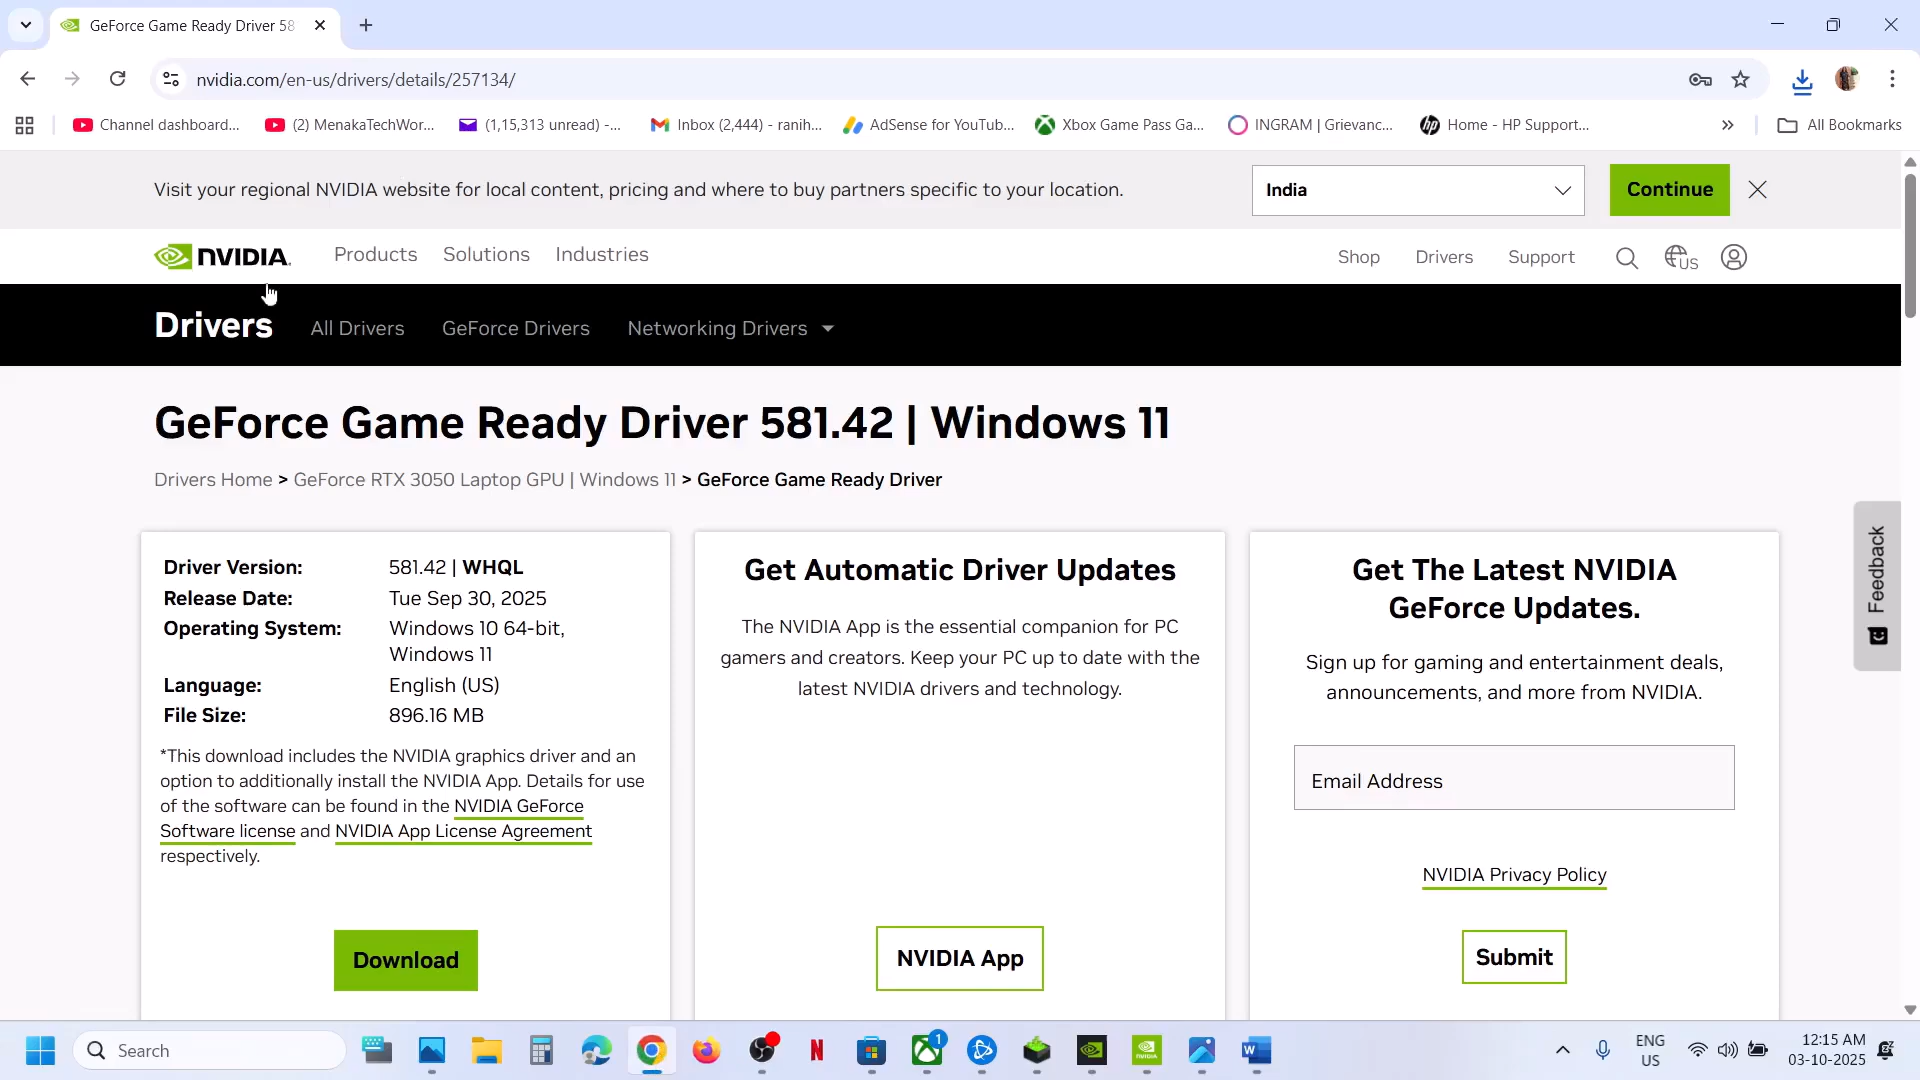 GeForce Game Ready Driver 58
nvidia.com/en-us/drivers/details/257134/
Channel dashboard...
(2) MenakaTechWor...
(1,15,313 unread) -...
Inbox (2,444) - ranih...
AdSense for YouTub...
Xbox Game Pass Ga...
INGRAM | Grievanc...
Home - HP Support...
All Bookmarks
Visit your regional NVIDIA website for local content, pricing and where to buy partners specific to your location.
India
Continue
NVIDIA.
Products
Solutions
Industries
Shop
Drivers
Support
US
Drivers
All Drivers
GeForce Drivers
Networking Drivers
GeForce Game Ready Driver 581.42 | Windows 11
Drivers Home > GeForce RTX 3050 Laptop GPU | Windows 11 > GeForce Game Ready Driver
Driver Version: 581.42 | WHQL
Release Date: Tue Sep 30, 2025
Operating System: Windows 10 64-bit,
Windows 11
Language: English (US)
File Size: 896.16 MB
*This download includes the NVIDIA graphics driver and an
option to additionally install the NVIDIA App. Details for use
of the software can be found in the NVIDIA GeForce
Software license and NVIDIA App License Agreement
respectively.
Download
Get Automatic Driver Updates
The NVIDIA App is the essential companion for PC
gamers and creators. Keep your PC up to date with the
latest NVIDIA drivers and technology.
NVIDIA App
Get The Latest NVIDIA
GeForce Updates.
Sign up for gaming and entertainment deals,
announcements, and more from NVIDIA.
Email Address
NVIDIA Privacy Policy
Submit
Feedback
Search
1
ENG
US
12:15 AM
03-10-2025